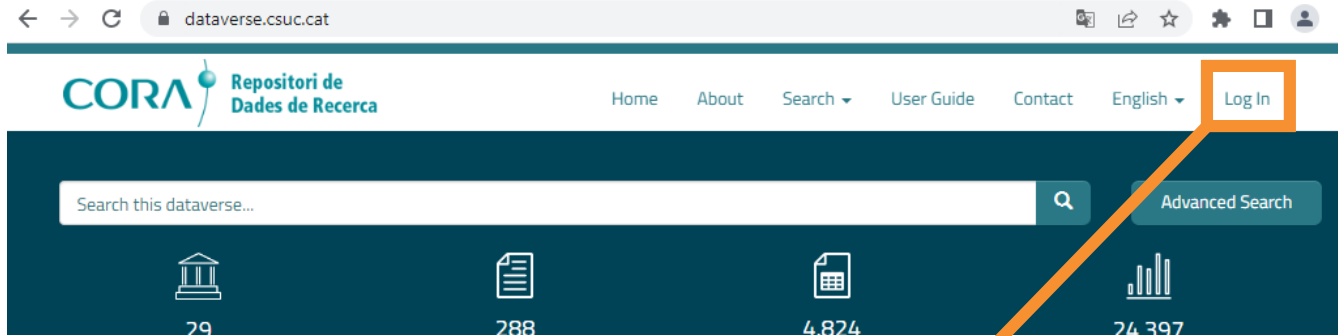 dataverse.csuc.cat
CORA Repositori de
Dades de Recerca
Home About Search User Guide Contact English Log In
Search this dataverse...
Advanced Search
29 288 4,824 24,397